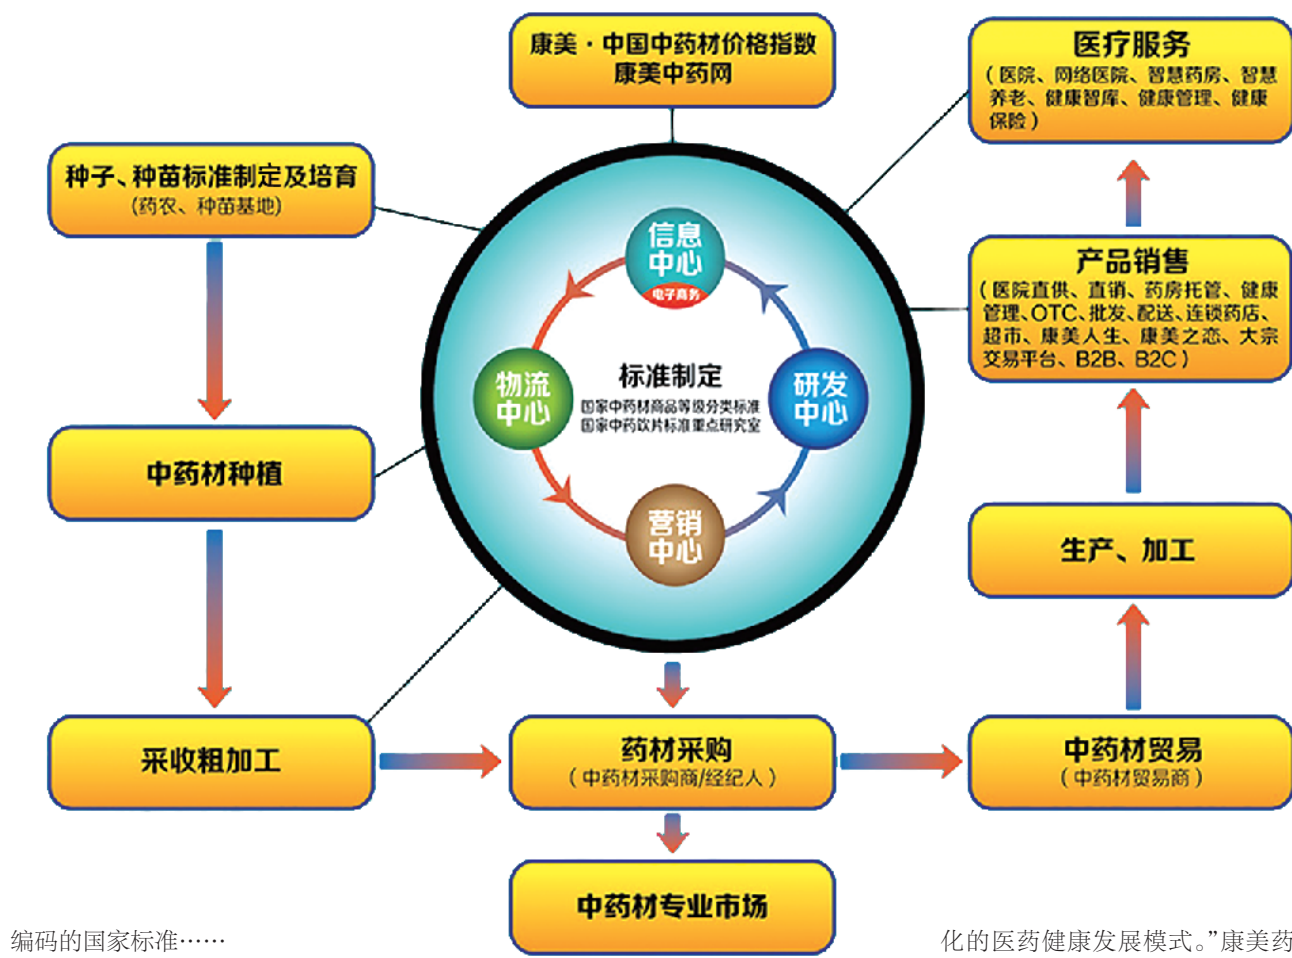 康美·中国中药材价格指数
康美中药网
医疗服务
（医院、网络医院、智慧药房、智慧
养老、健康智库、健康管理、健康
保险）
种子、种苗标准制定及培育
(药农、种苗基地)
产品销售
（医院直供、直销、药房托管、健康
管理、OTC、批发、配送、连锁药店、
超市、康美人生、康美之恋、大宗
交易平台、B2B、B2C）
信息
中心
电子商务
物流
中心
标准制定
国家中药材商品等级分类标准
国家中药饮片标准重点研究室
研发
中心
营销
中心
中药材种植
生产、加工
采收粗加工
药材采购
（中药材采购商/经纪人）
中药材贸易
（中药材贸易商）
中药材专业市场
编码的国家标准……
化的医药健康发展模式。”康美药